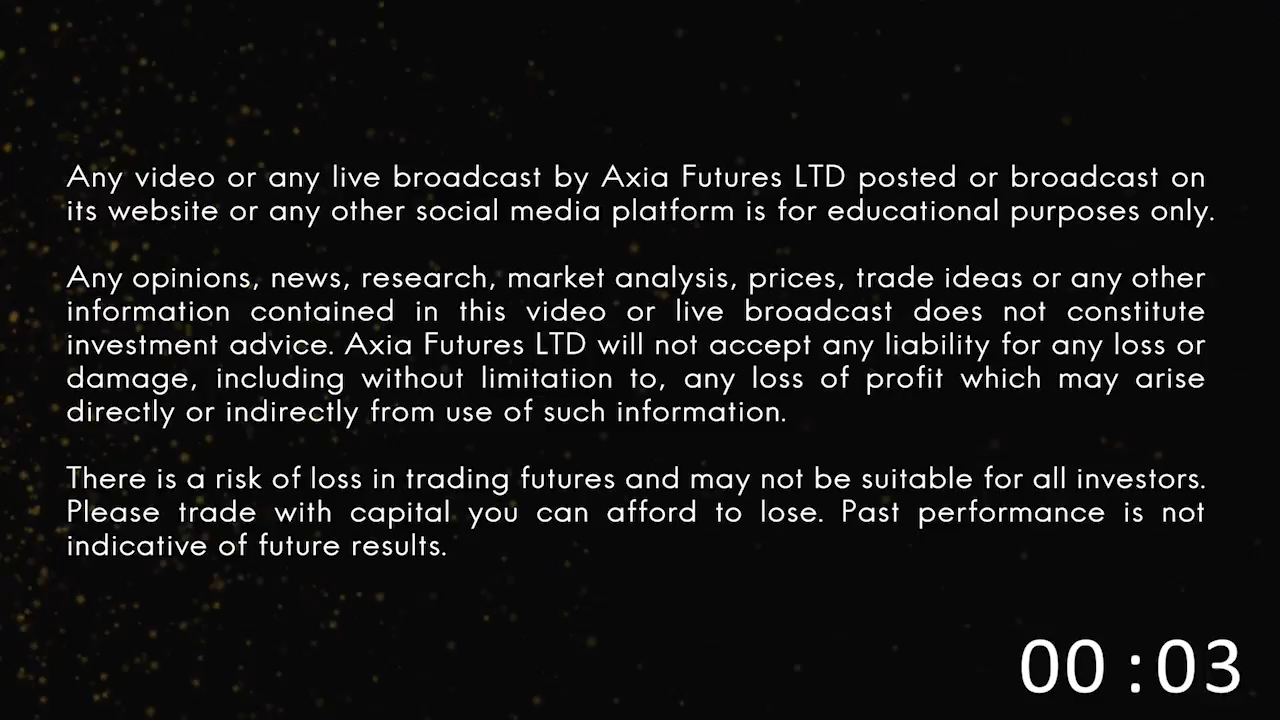 Any video or any live broadcast by Axia Futures LTD posted or broadcast on
its website or any other social media platform is for educational purposes only.
Any opinions, news, research, market analysis, prices, trade ideas or any other
information contained in this video or live broadcast does not constitute
investment advice. Axia Futures LTD will not accept any liability for any loss or
damage, including without limitation to, any loss of profit which may arise
directly or indirectly from use of such information.
There is a risk of loss in trading futures and may not be suitable for all investors.
Please trade with capital you can afford to lose. Past performance is not
indicative of future results.
00:03